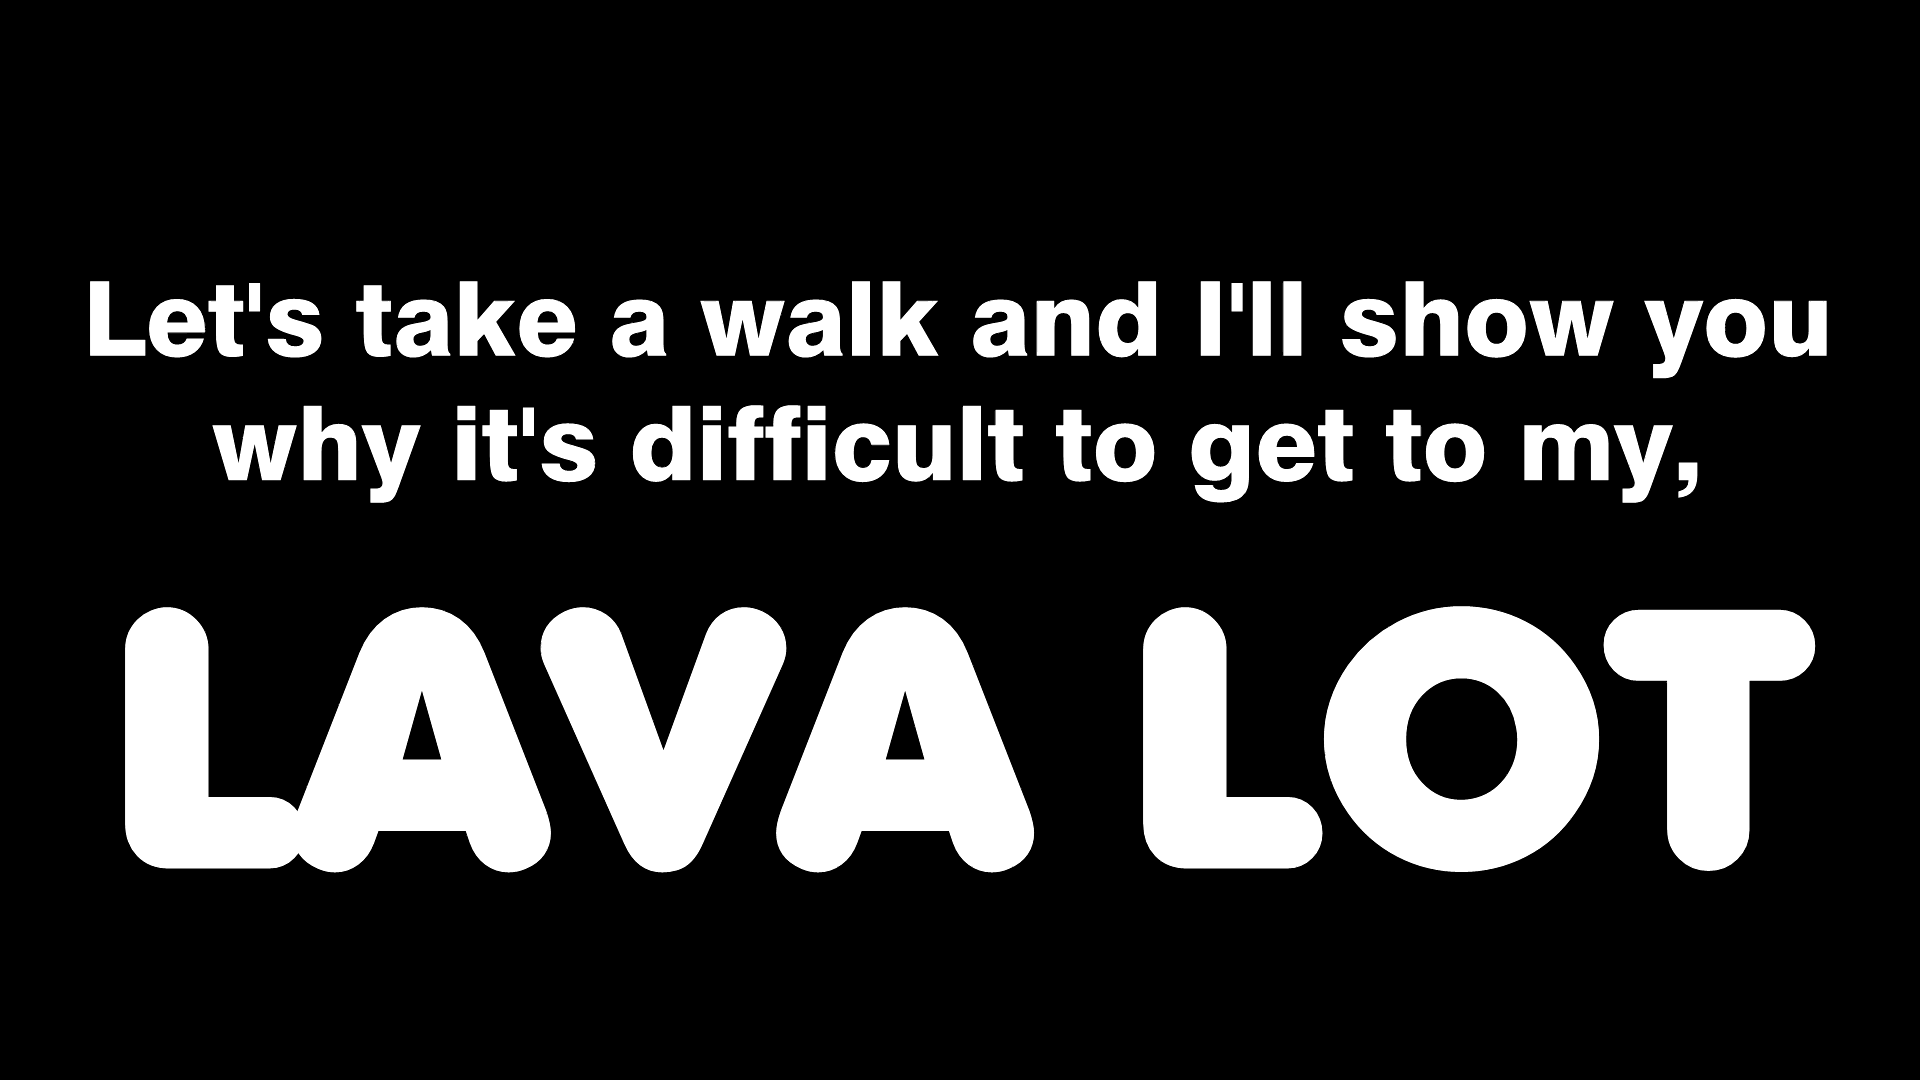 Let's take a walk and I'll show you
why it's difficult to get to my,
LAVA LOT